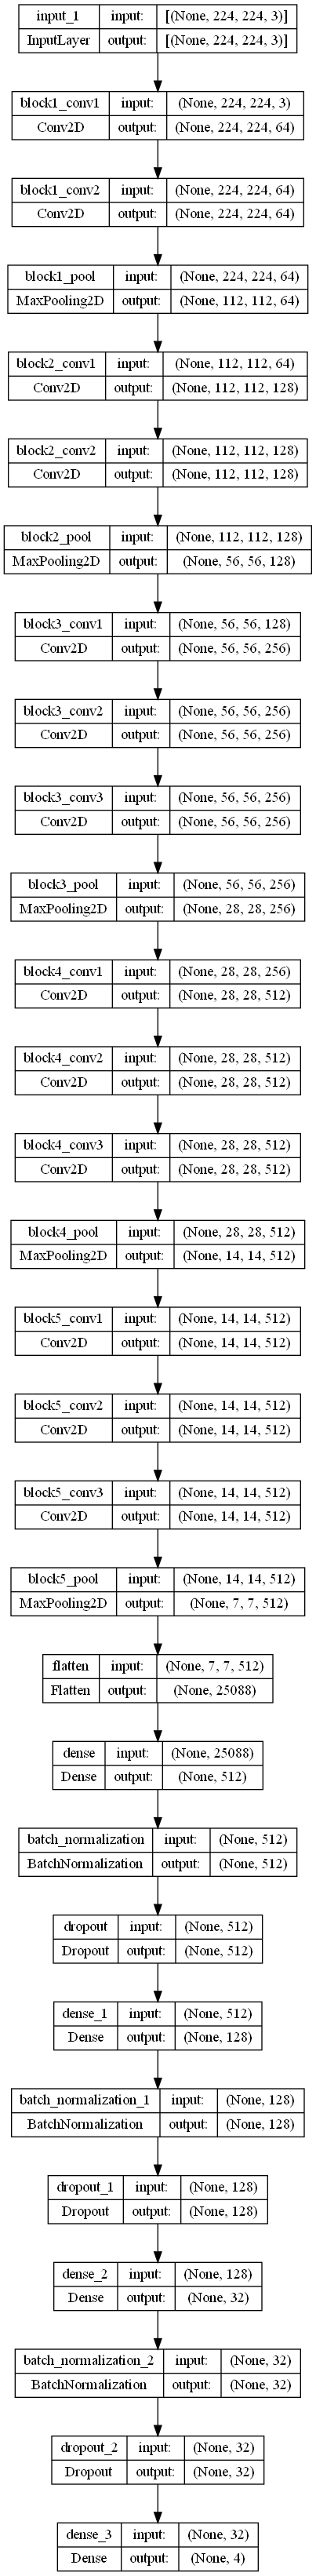 input_1 input: [(None, 224, 224, 3)]
InputLayer output: [(None, 224, 224, 3)]
block1_conv1 input: (None, 224, 224, 3)
Conv2D output: (None, 224, 224, 64)
block1_conv2 input: (None, 224, 224, 64)
Conv2D output: (None, 224, 224, 64)
block1_pool input: (None, 224, 224, 64)
MaxPooling2D output: (None, 112, 112, 64)
block2_conv1 input: (None, 112, 112, 64)
Conv2D output: (None, 112, 112, 128)
block2_conv2 input: (None, 112, 112, 128)
Conv2D output: (None, 112, 112, 128)
block2_pool input: (None, 112, 112, 128)
MaxPooling2D output: (None, 56, 56, 128)
block3_conv1 input: (None, 56, 56, 128)
Conv2D output: (None, 56, 56, 256)
block3_conv2 input: (None, 56, 56, 256)
Conv2D output: (None, 56, 56, 256)
block3_conv3 input: (None, 56, 56, 256)
Conv2D output: (None, 56, 56, 256)
block3_pool input: (None, 56, 56, 256)
MaxPooling2D output: (None, 28, 28, 256)
block4_conv1 input: (None, 28, 28, 256)
Conv2D output: (None, 28, 28, 512)
block4_conv2 input: (None, 28, 28, 512)
Conv2D output: (None, 28, 28, 512)
block4_conv3 input: (None, 28, 28, 512)
Conv2D output: (None, 28, 28, 512)
block4_pool input: (None, 28, 28, 512)
MaxPooling2D output: (None, 14, 14, 512)
block5_conv1 input: (None, 14, 14, 512)
Conv2D output: (None, 14, 14, 512)
block5_conv2 input: (None, 14, 14, 512)
Conv2D output: (None, 14, 14, 512)
block5_conv3 input: (None, 14, 14, 512)
Conv2D output: (None, 14, 14, 512)
block5_pool input: (None, 14, 14, 512)
MaxPooling2D output: (None, 7, 7, 512)
flatten input: (None, 7, 7, 512)
Flatten output: (None, 25088)
dense input: (None, 25088)
Dense output: (None, 512)
batch_normalization input: (None, 512)
BatchNormalization output: (None, 512)
dropout input: (None, 512)
Dropout output: (None, 512)
dense_1 input: (None, 512)
Dense output: (None, 128)
batch_normalization_1 input: (None, 128)
BatchNormalization output: (None, 128)
dropout_1 input: (None, 128)
Dropout output: (None, 128)
dense_2 input: (None, 128)
Dense output: (None, 32)
batch_normalization_2 input: (None, 32)
BatchNormalization output: (None, 32)
dropout_2 input: (None, 32)
Dropout output: (None, 32)
dense_3 input: (None, 32)
Dense output: (None, 4)